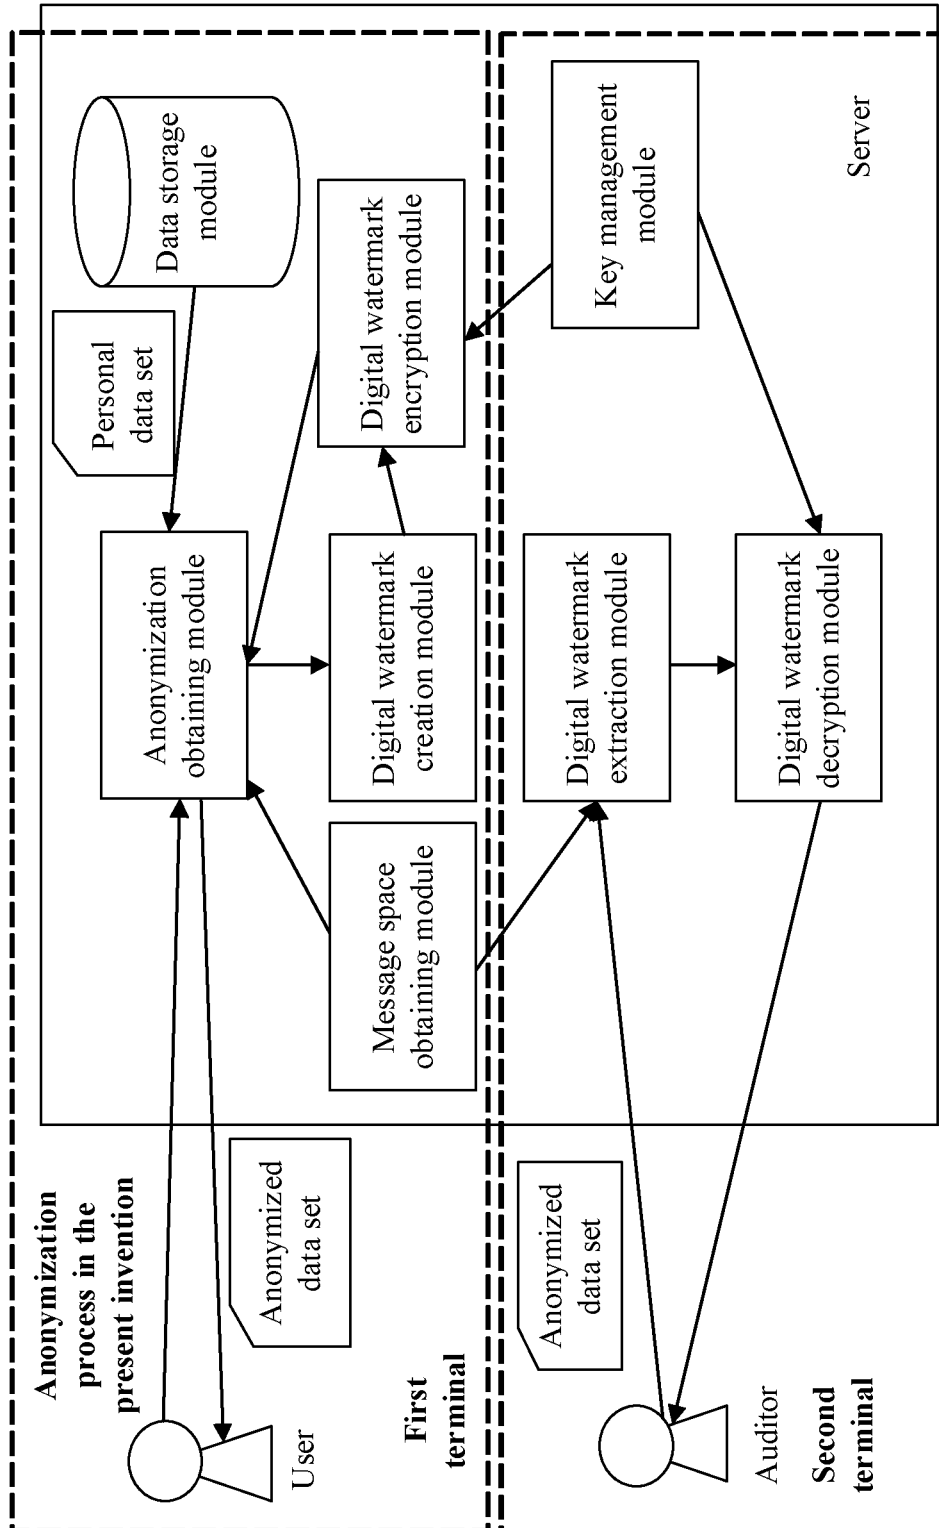 Anonymization
process in the
present invention
User
First
terminal
Anonymized
data set
Anonymization
obtaining module
Personal
data set
Data storage
module
Message space
obtaining module
Digital watermark
creation module
Digital watermark
encryption module
Auditor
Second
terminal
Anonymized
data set
Digital watermark
extraction module
Digital watermark
decryption module
Key management
module
Server